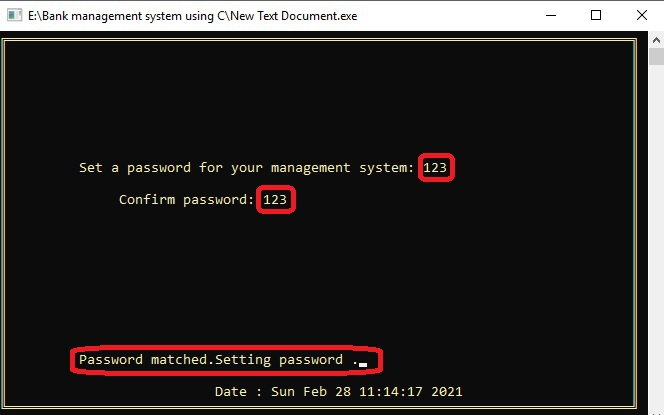 E:\Bank management system using C\New Text Document.exe
Set a password for your management system: 123
Confirm password: 123
Password matched.Setting password .
Date : Sun Feb 28 11:14:17 2021